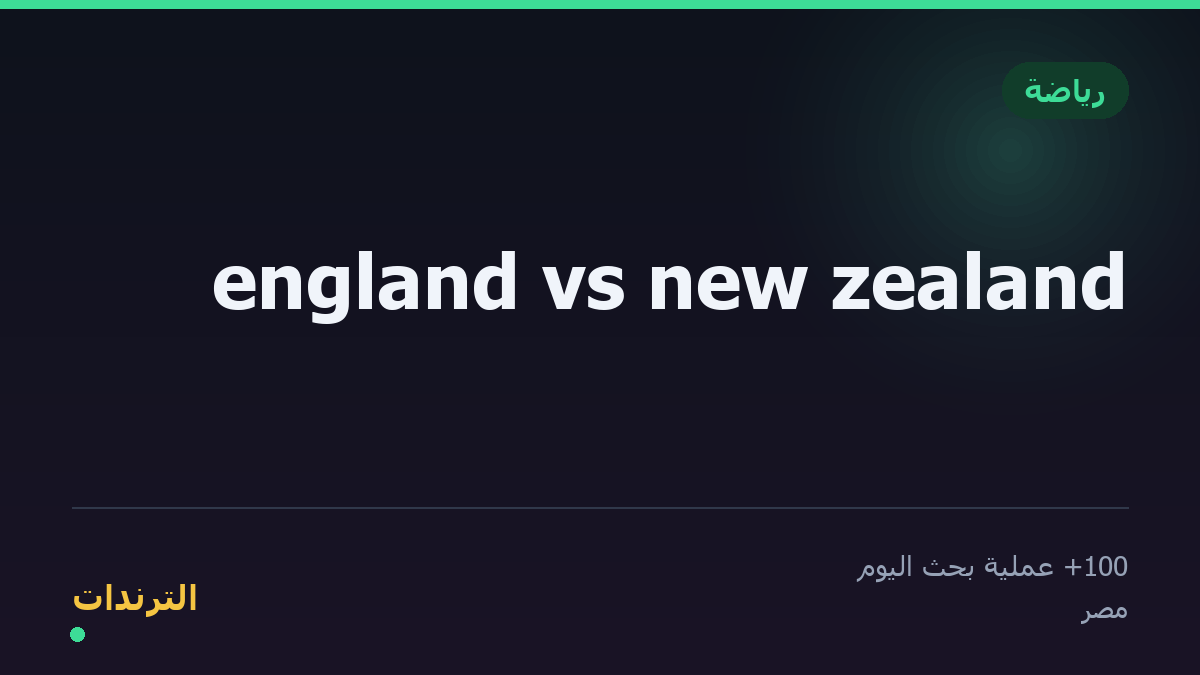 رياضة
england vs new zealand
100+ عملية بحث اليوم
مصر
الترندات